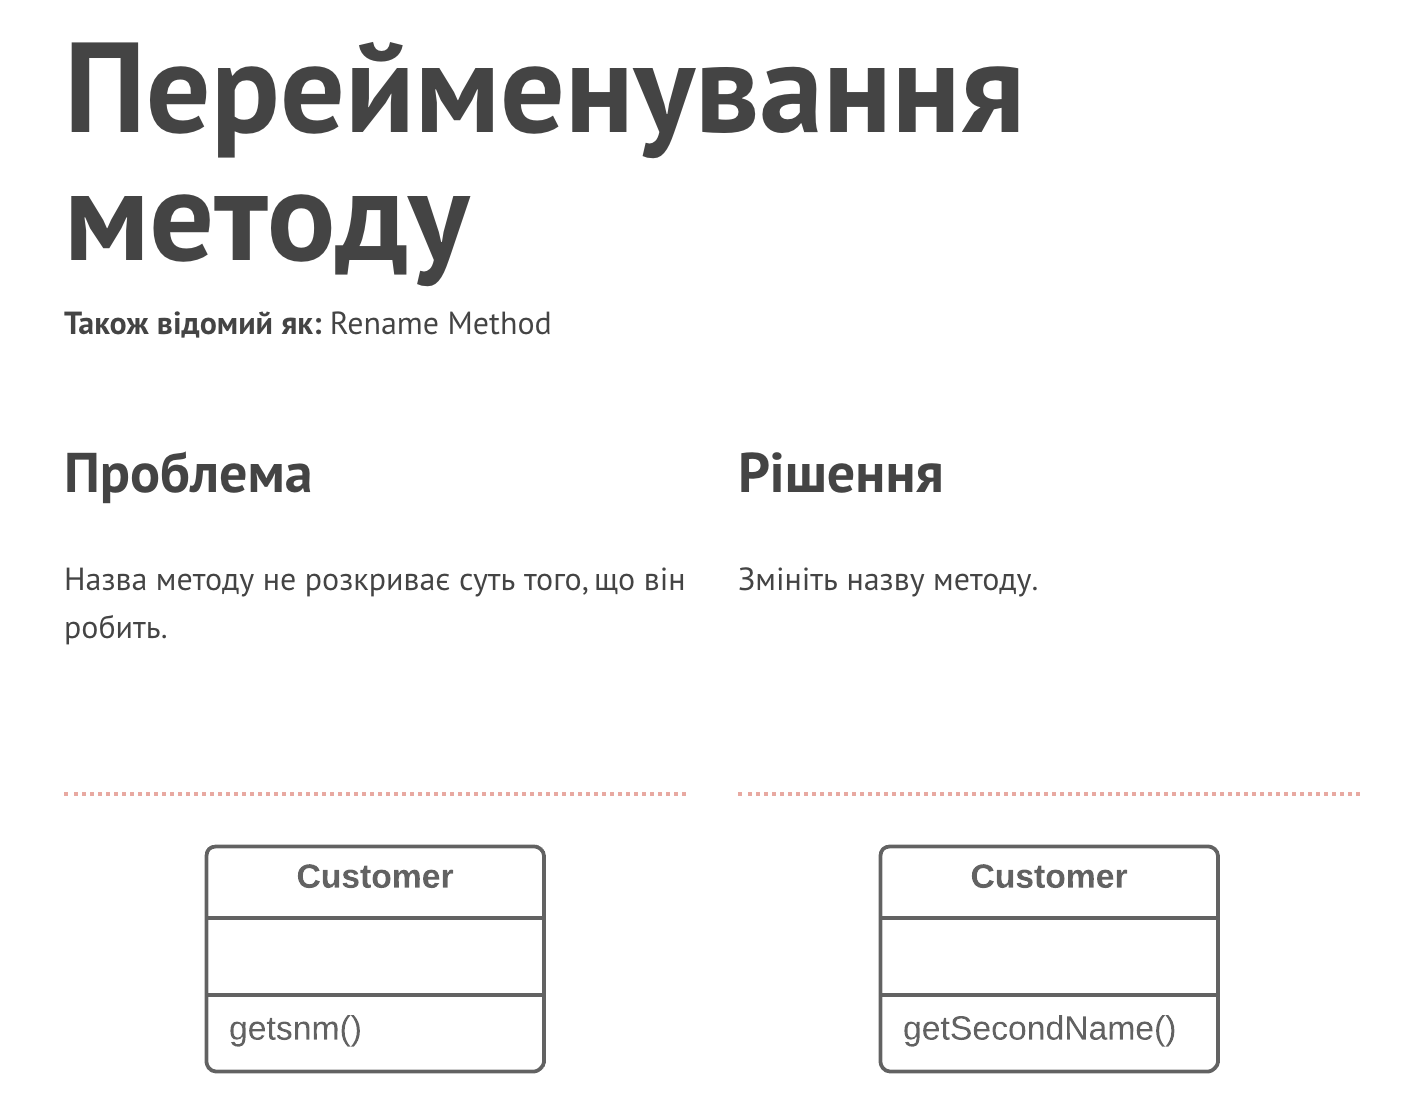 Перейменування
методу
Також відомий як: Rename Method
Проблема
Назва методу не розкриває суть того, що він
робить.
Рішення
Змініть назву методу.
Customer
getsnm()
Customer
getSecondName()